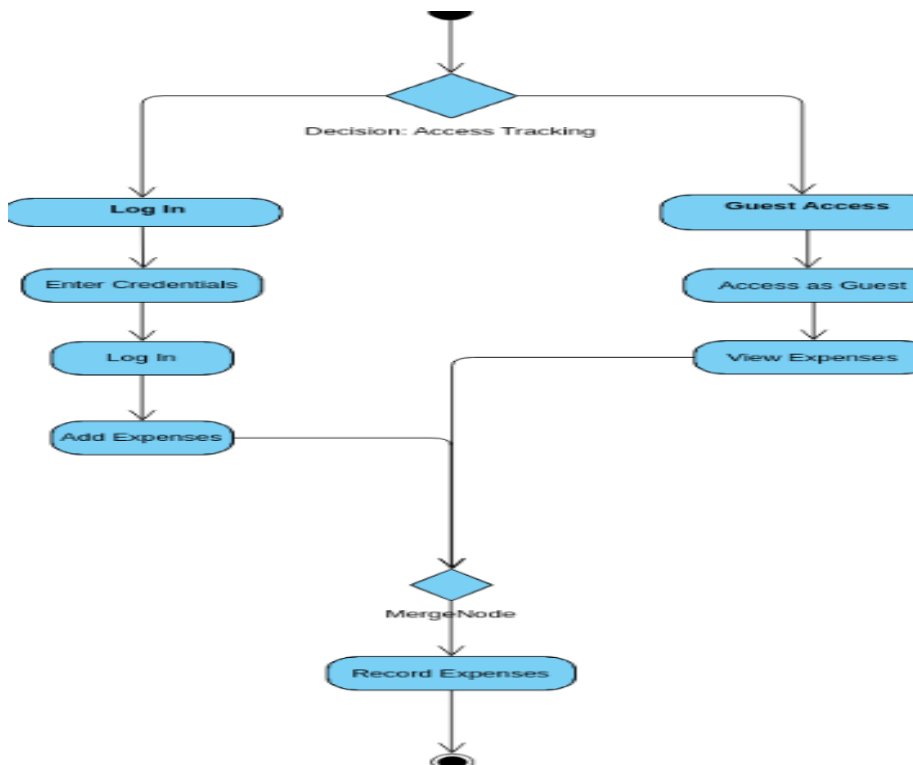 Decision: Access Tracking
Log In
Guest Access
Enter Credentials
Access as Guest
Log In
View Expenses
Add Expenses
MergeNode
Record Expenses